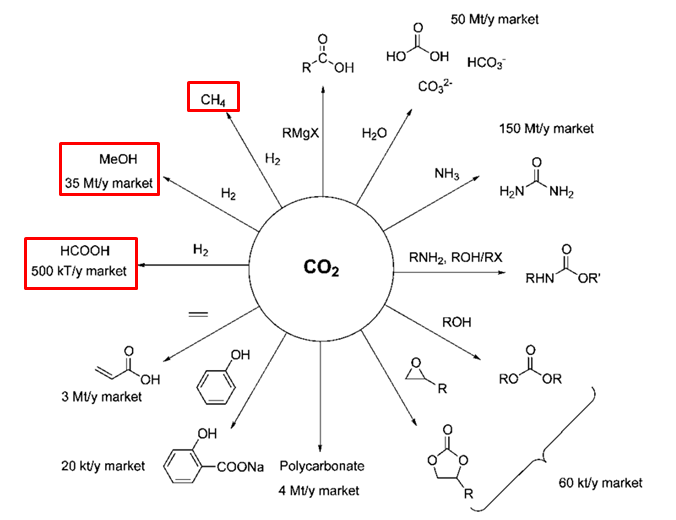 50 Mt/y market
O
R C OH
O
HO OH
HCO₃⁻
CO₃²⁻
CH₄
RMgX
H₂O
H₂
150 Mt/y market
MeOH
35 Mt/y market
H₂
NH₃
O
H₂N NH₂
HCOOH
500 kT/y market
H₂
CO₂
RNH₂, ROH/RX
O
RHN OR'
ROH
O
OH
3 Mt/y market
OH
O
R
O
RO OR
20 kt/y market
OH
COONa
Polycarbonate
4 Mt/y market
O
O O
R
60 kt/y market